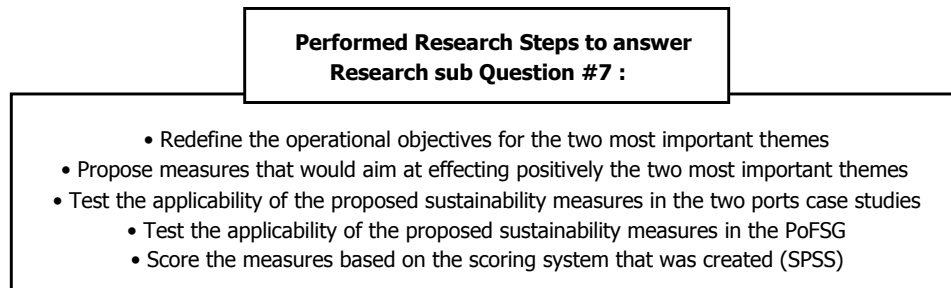 Performed Research Steps to answer
Research sub Question #7 :
• Redefine the operational objectives for the two most important themes
• Propose measures that would aim at effecting positively the two most important themes
• Test the applicability of the proposed sustainability measures in the two ports case studies
• Test the applicability of the proposed sustainability measures in the PoFSG
• Score the measures based on the scoring system that was created (SPSS)